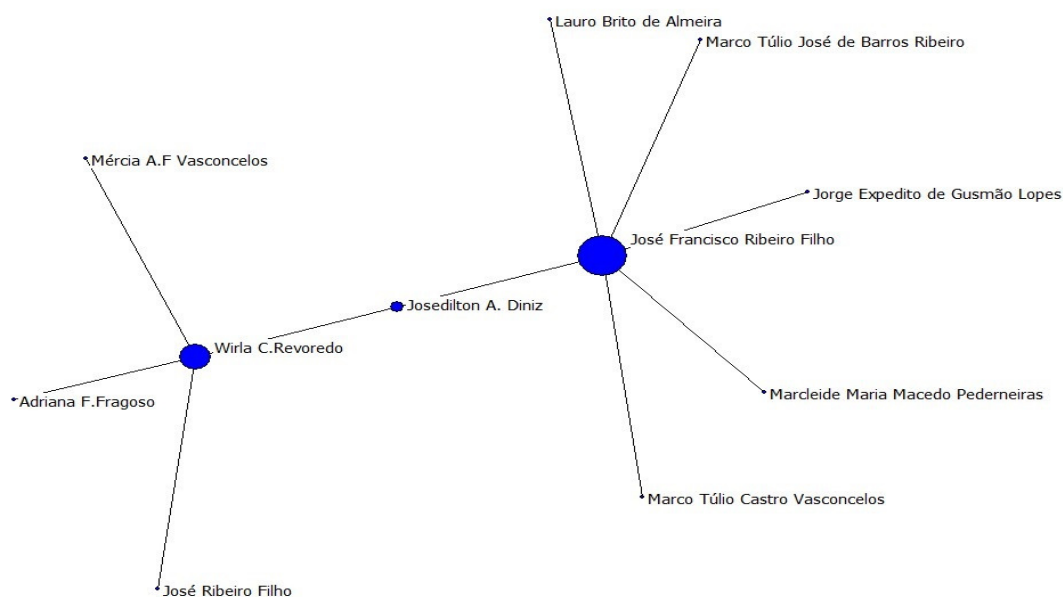 Lauro Brito de Almeira
Marco Túlio José de Barros Ribeiro
Mércia A.F Vasconcelos
Jorge Expedito de Gusmão Lopes
José Francisco Ribeiro Filho
Josedilton A. Diniz
Wirla C.Revoredo
Marcleide Maria Macedo Pederneiras
Adriana F.Fragoso
Marco Túlio Castro Vasconcelos
José Ribeiro Filho